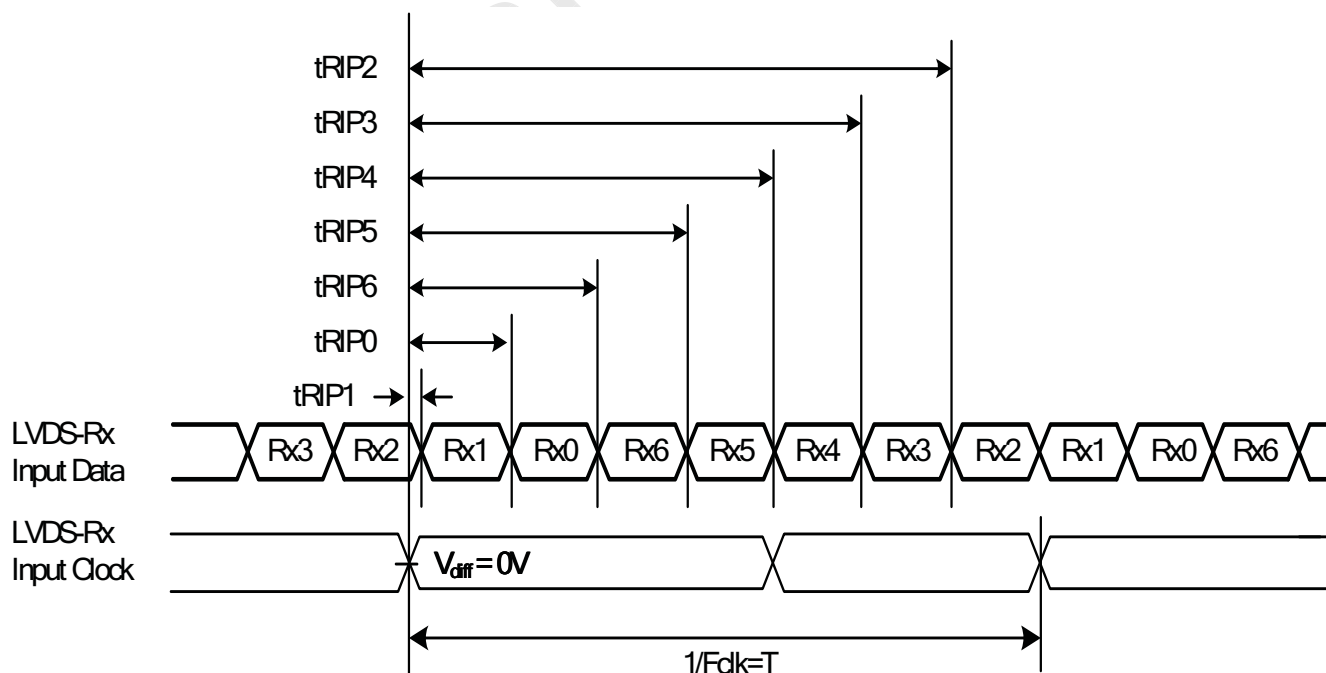 tRIP2
tRIP3
tRIP4
tRIP5
tRIP6
tRIP0
tRIP1
LVDS-Rx
Input Data
Rx3 Rx2 Rx1 Rx0 Rx6 Rx5 Rx4 Rx3 Rx2 Rx1 Rx0 Rx6
LVDS-Rx
Input Clock
Vdiff = 0V
1/Fclk=T